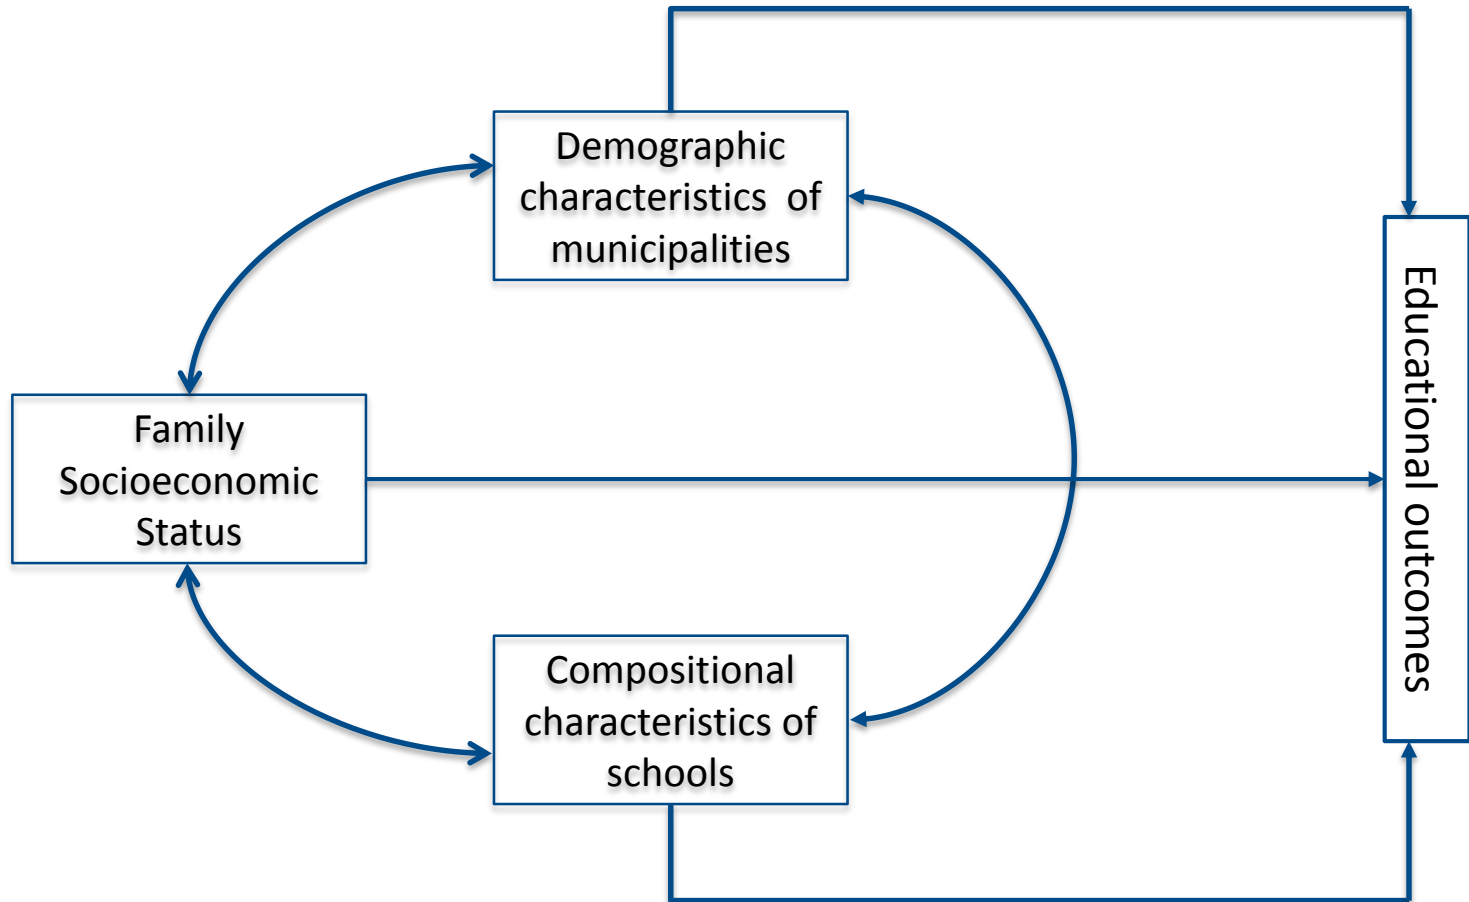 Demographic
characteristics  of
municipalities
Family
Socioeconomic
Status
Compositional
characteristics of
schools
Educational outcomes